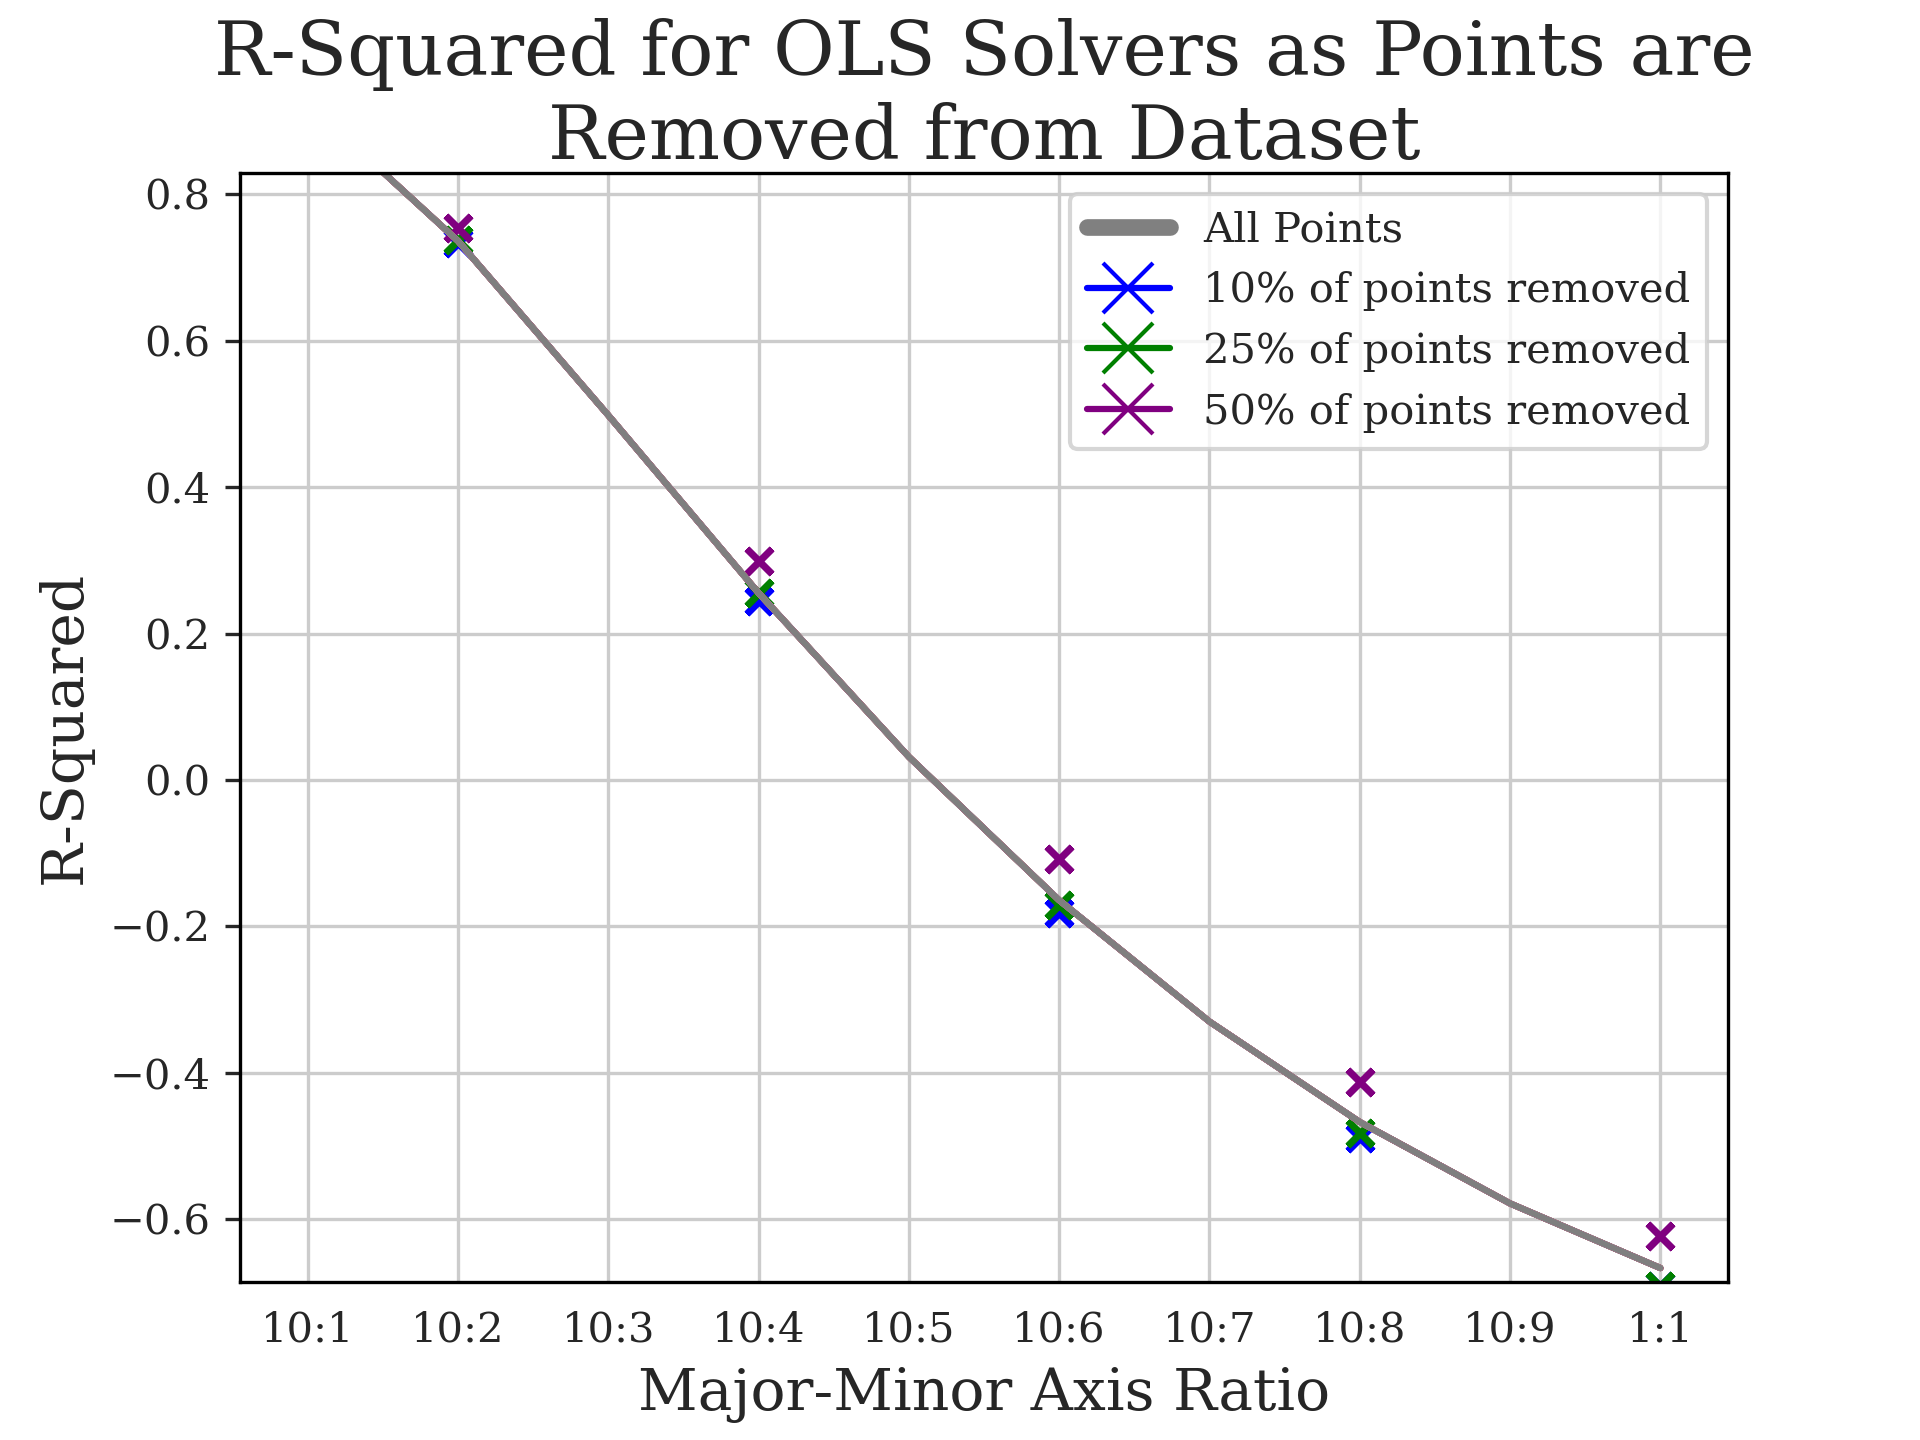 R-Squared for OLS Solvers as Points are
Removed from Dataset
All Points
10% of points removed
25% of points removed
50% of points removed
R-Squared
0.8
0.6
0.4
0.2
0.0
−0.2
−0.4
−0.6
10:1 10:2 10:3 10:4 10:5 10:6 10:7 10:8 10:9 1:1
Major-Minor Axis Ratio